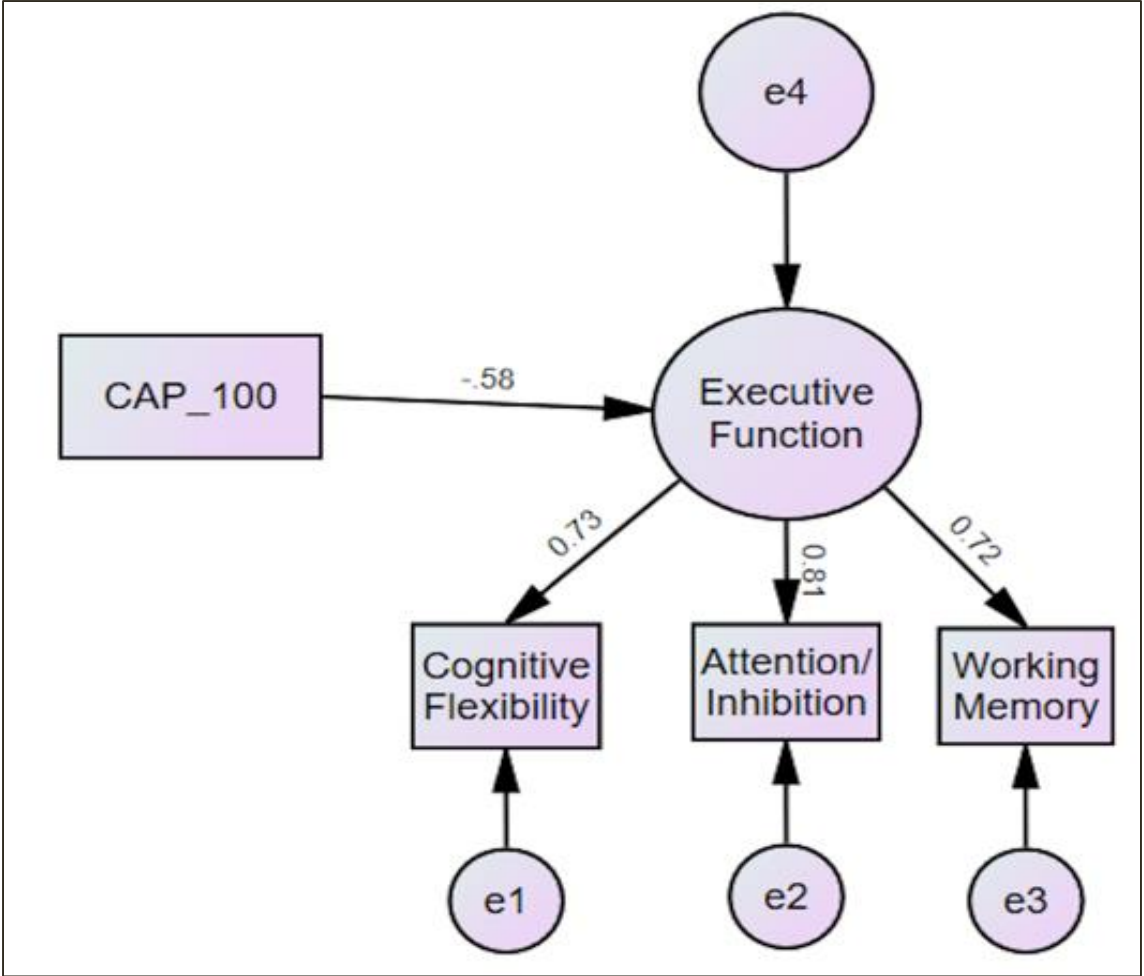 e4
CAP_100
-.58
Executive
Function
0.73
0.81
0.72
Cognitive
Flexibility
Attention/
Inhibition
Working
Memory
e1
e2
e3